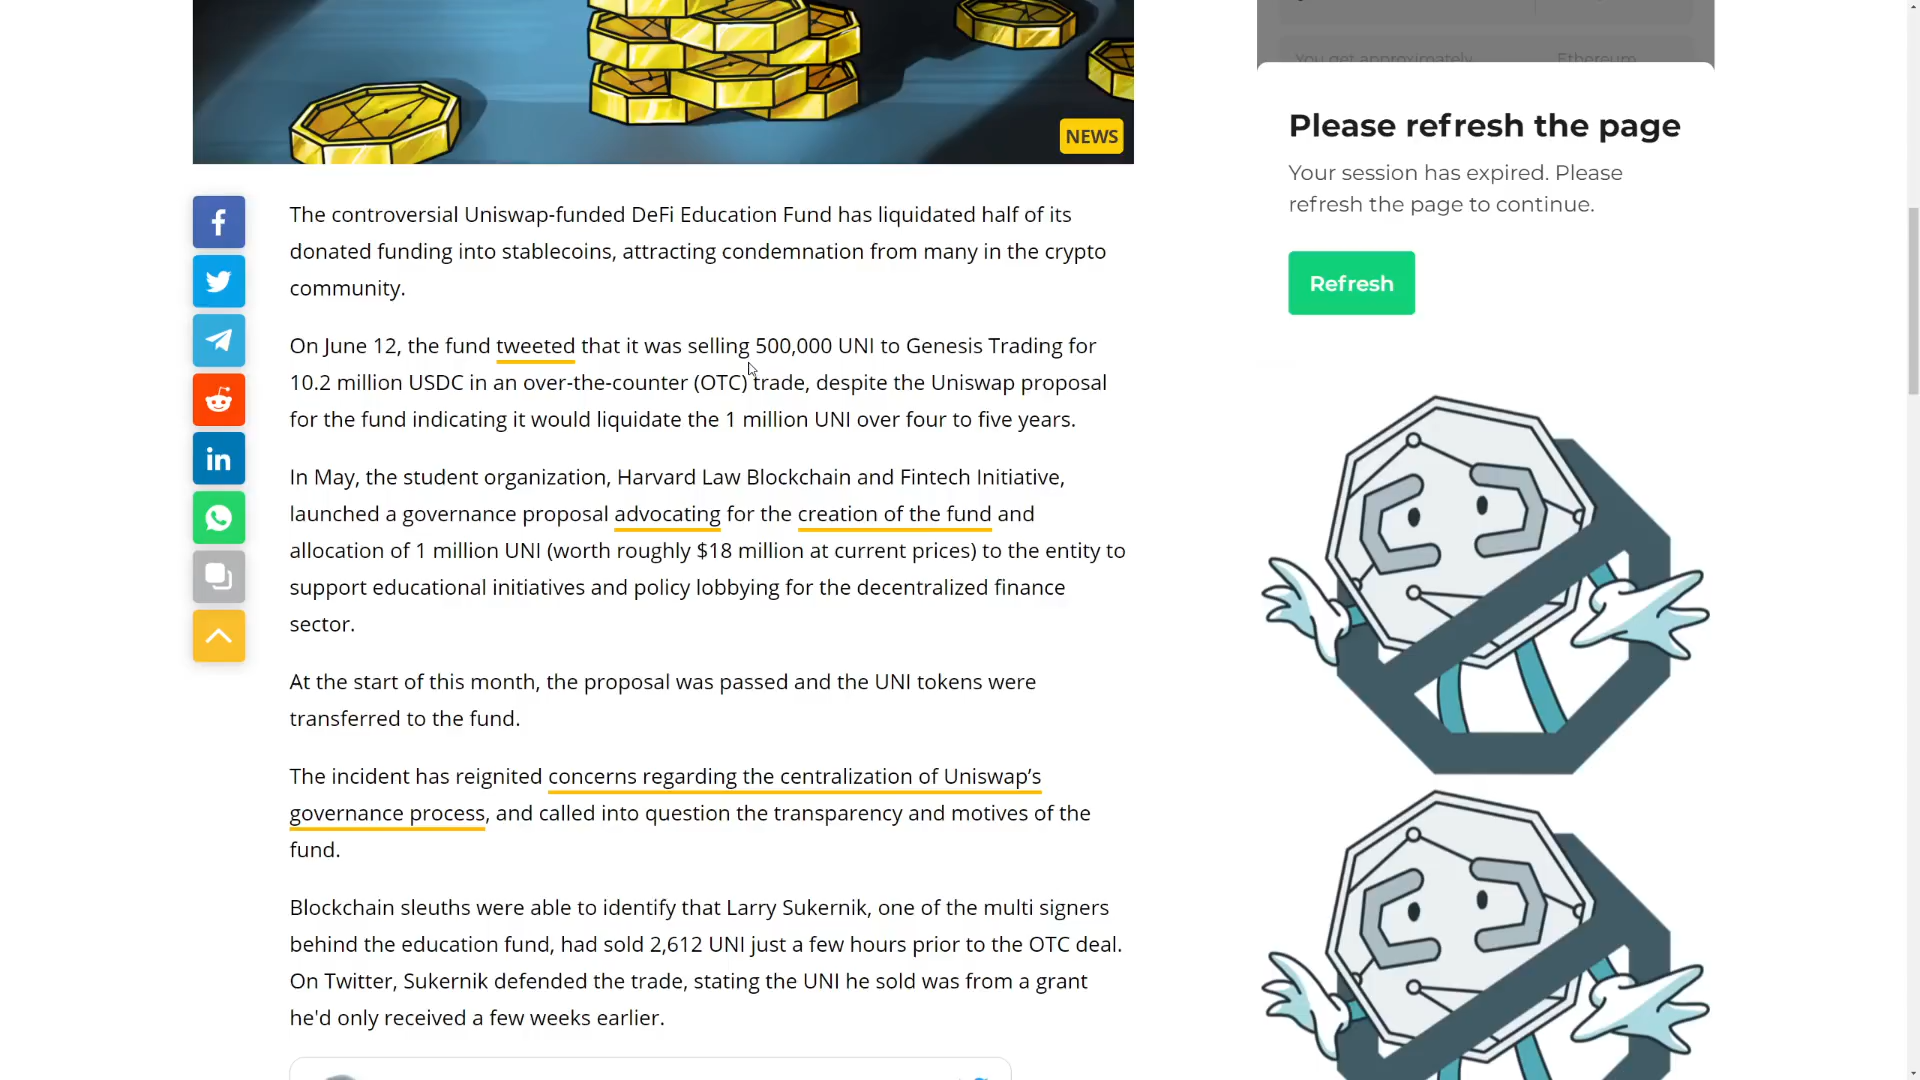 NEWS
The controversial Uniswap-funded DeFi Education Fund has liquidated half of its
donated funding into stablecoins, attracting condemnation from many in the crypto
community.
On June 12, the fund tweeted that it was selling 500,000 UNI to Genesis Trading for
10.2 million USDC in an over-the-counter (OTC) trade, despite the Uniswap proposal
for the fund indicating it would liquidate the 1 million UNI over four to five years.
In May, the student organization, Harvard Law Blockchain and Fintech Initiative,
launched a governance proposal advocating for the creation of the fund and
allocation of 1 million UNI (worth roughly $18 million at current prices) to the entity to
support educational initiatives and policy lobbying for the decentralized finance
sector.
At the start of this month, the proposal was passed and the UNI tokens were
transferred to the fund.
The incident has reignited concerns regarding the centralization of Uniswap’s
governance process, and called into question the transparency and motives of the
fund.
Blockchain sleuths were able to identify that Larry Sukernik, one of the multi signers
behind the education fund, had sold 2,612 UNI just a few hours prior to the OTC deal.
On Twitter, Sukernik defended the trade, stating the UNI he sold was from a grant
he'd only received a few weeks earlier.
You get approximately
Ethereum
Please refresh the page
Your session has expired. Please
refresh the page to continue.
Refresh